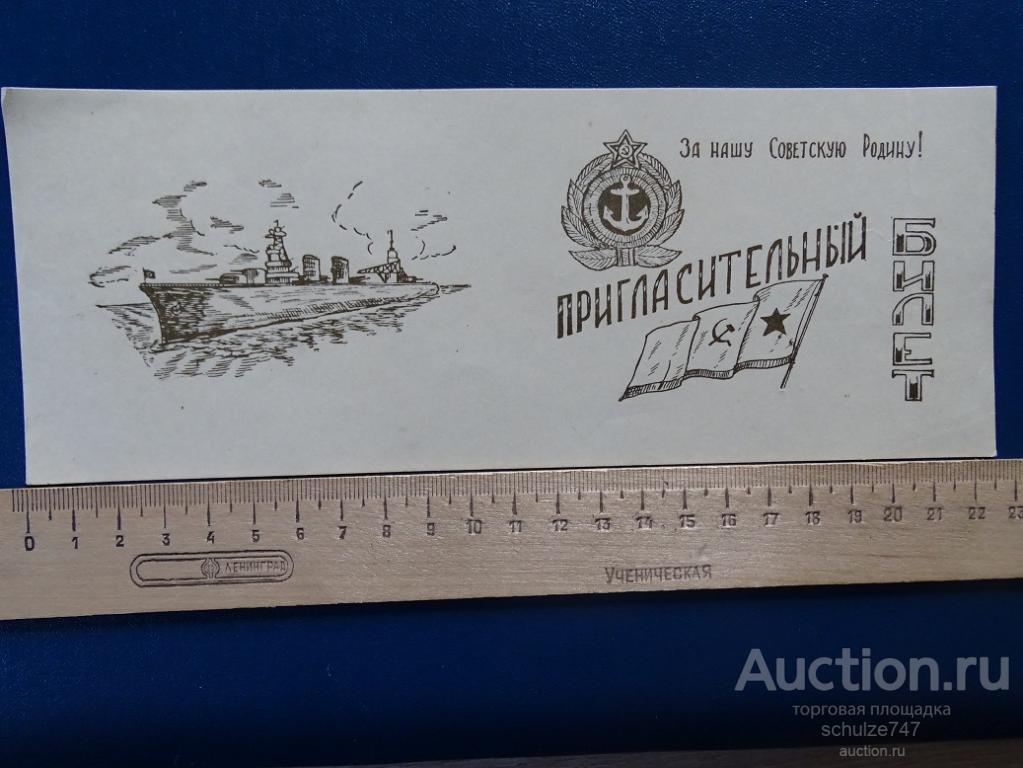 За нашу Советскую Родину!
ПРИГЛАСИТЕЛЬНЫЙ
БИЛЕТ
0 1 2 3 4 5 6 7 8 9 10 11 12 13 14 15 16 17 18 19 20 21 22 23
ЛЕНИНГРАД
УЧЕНИЧЕСКАЯ
Auction.ru
торговая площадка
schulze747
auction.ru